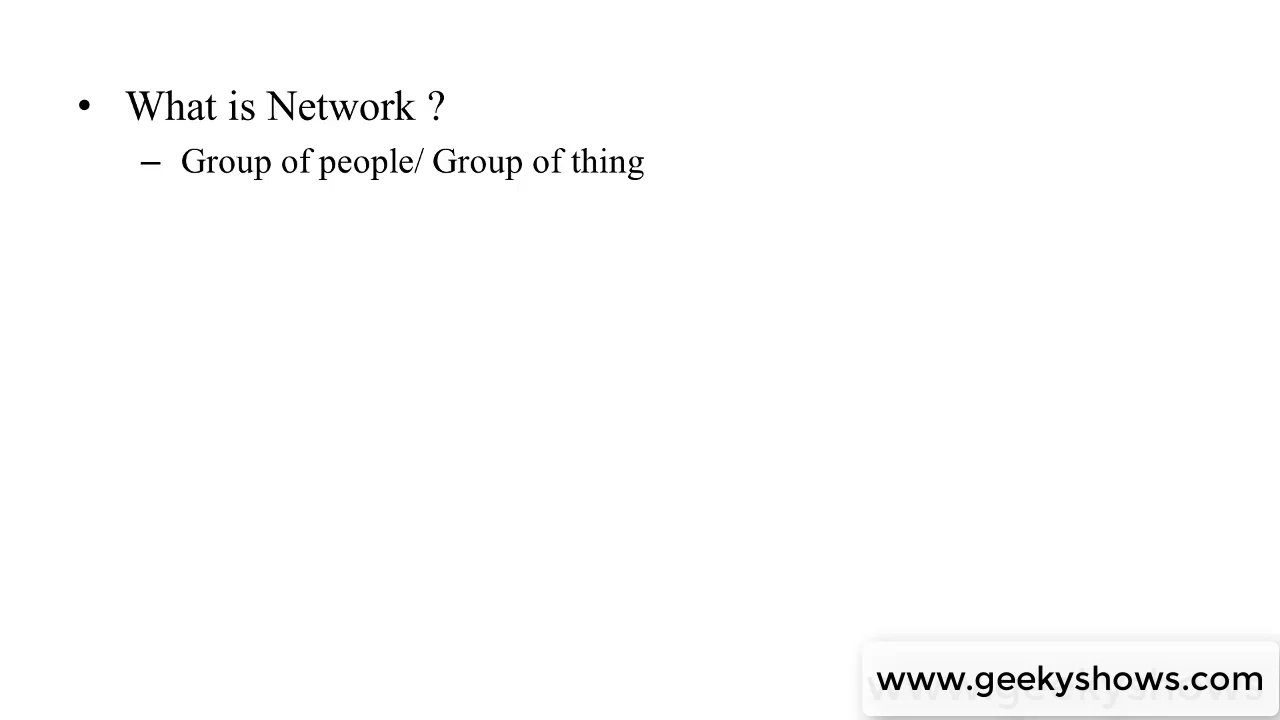 • What is Network ?
– Group of people/ Group of thing
www.geekyshows.com